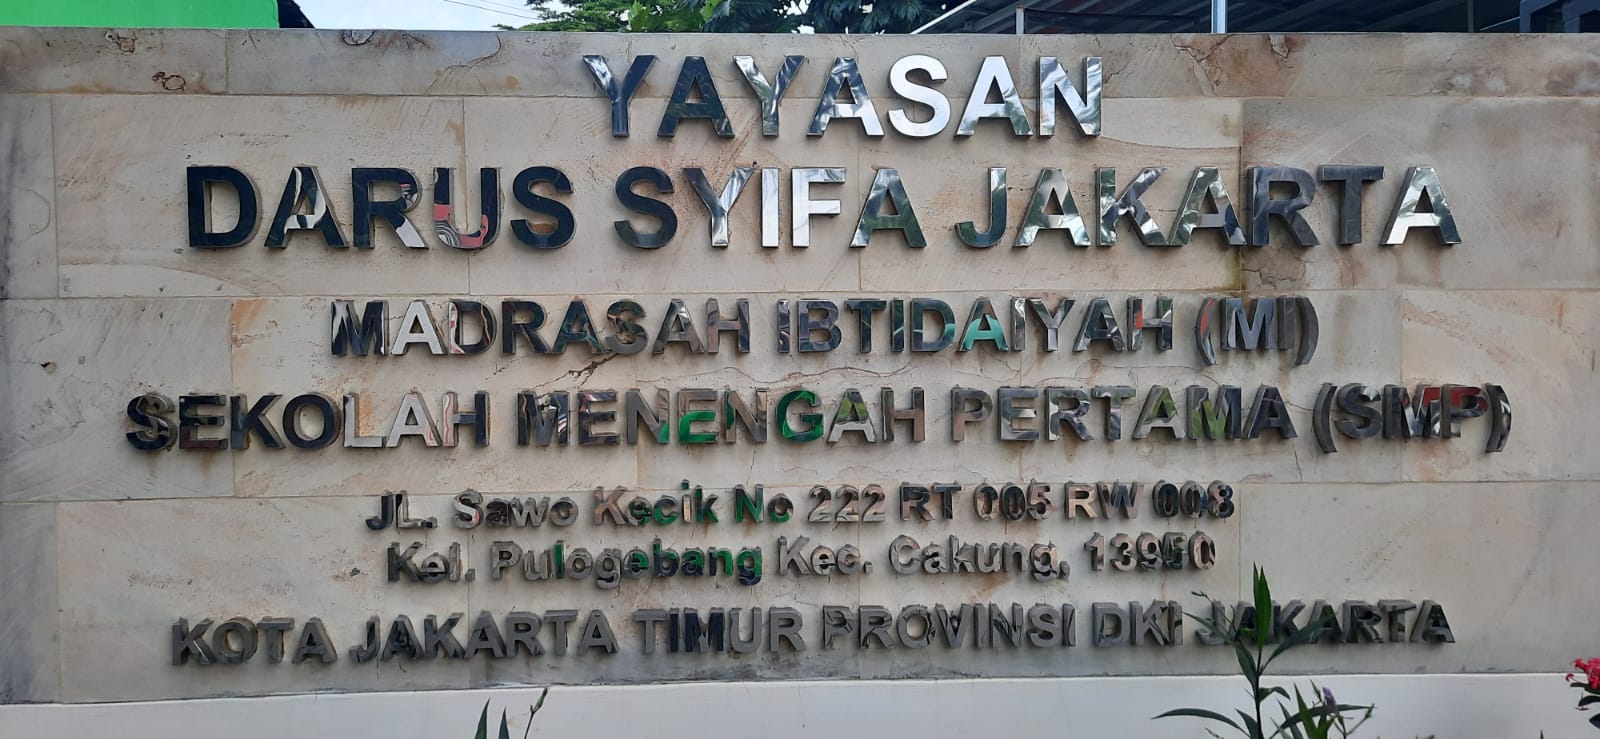 YAYASAN
DARUS SYIFA JAKARTA
MADRASAH IBTIDAIYAH (MI)
SEKOLAH MENENGAH PERTAMA (SMP)
JL. Sawo Kecik No 222 RT 005 RW 008
Kel. Pulogebang Kec. Cakung, 13950
KOTA JAKARTA TIMUR PROVINSI DKI JAKARTA